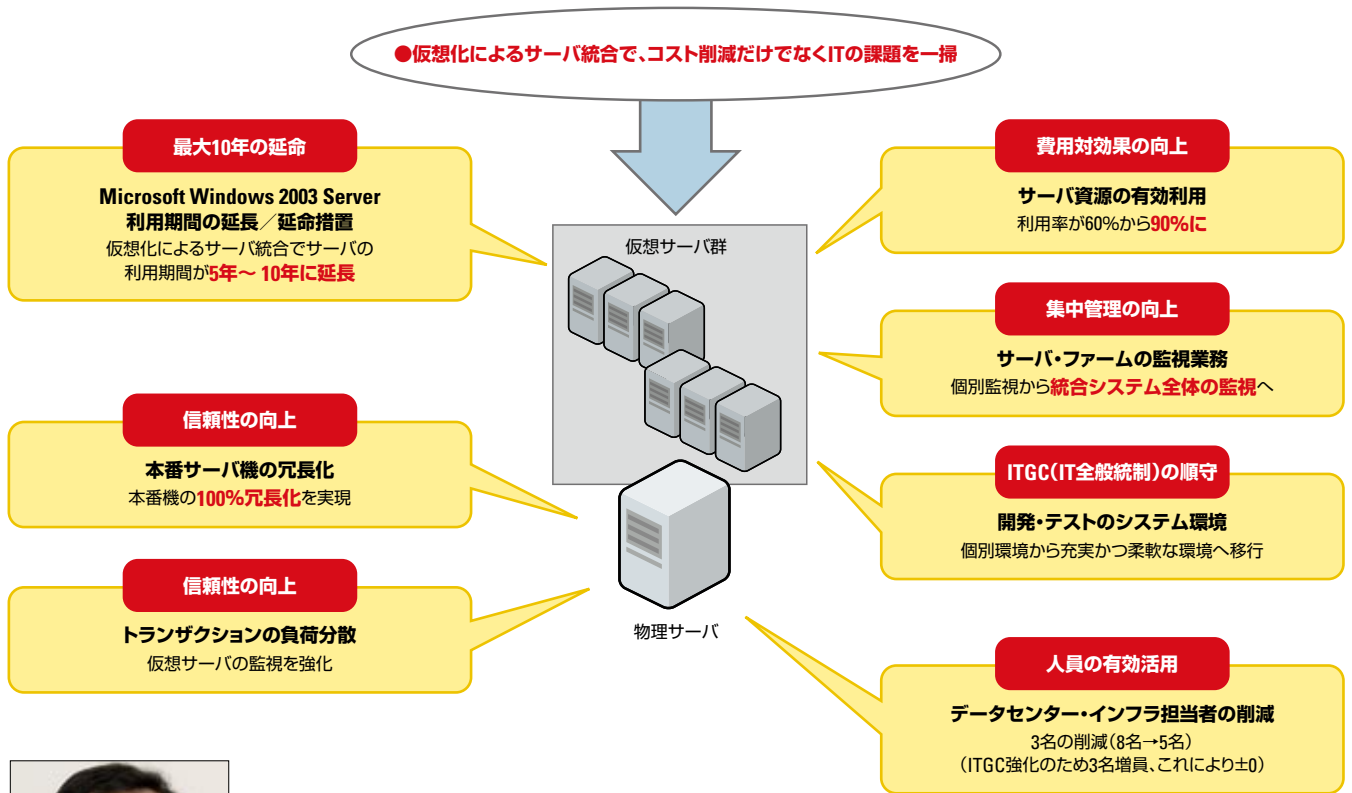 ●仮想化によるサーバ統合で、コスト削減だけでなくITの課題を一掃
最大10年の延命
Microsoft Windows 2003 Server
利用期間の延長／延命措置
仮想化によるサーバ統合でサーバの
利用期間が5年～10年に延長
信頼性の向上
本番サーバ機の冗長化
本番機の100%冗長化を実現
信頼性の向上
トランザクションの負荷分散
仮想サーバの監視を強化
仮想サーバ群
物理サーバ
費用対効果の向上
サーバ資源の有効利用
利用率が60%から90%に
集中管理の向上
サーバ・ファームの監視業務
個別監視から統合システム全体の監視へ
ITGC（IT全般統制）の順守
開発・テストのシステム環境
個別環境から充実かつ柔軟な環境へ移行
人員の有効活用
データセンター・インフラ担当者の削減
3名の削減（8名→5名）
（ITGC強化のため3名増員、これにより±0）